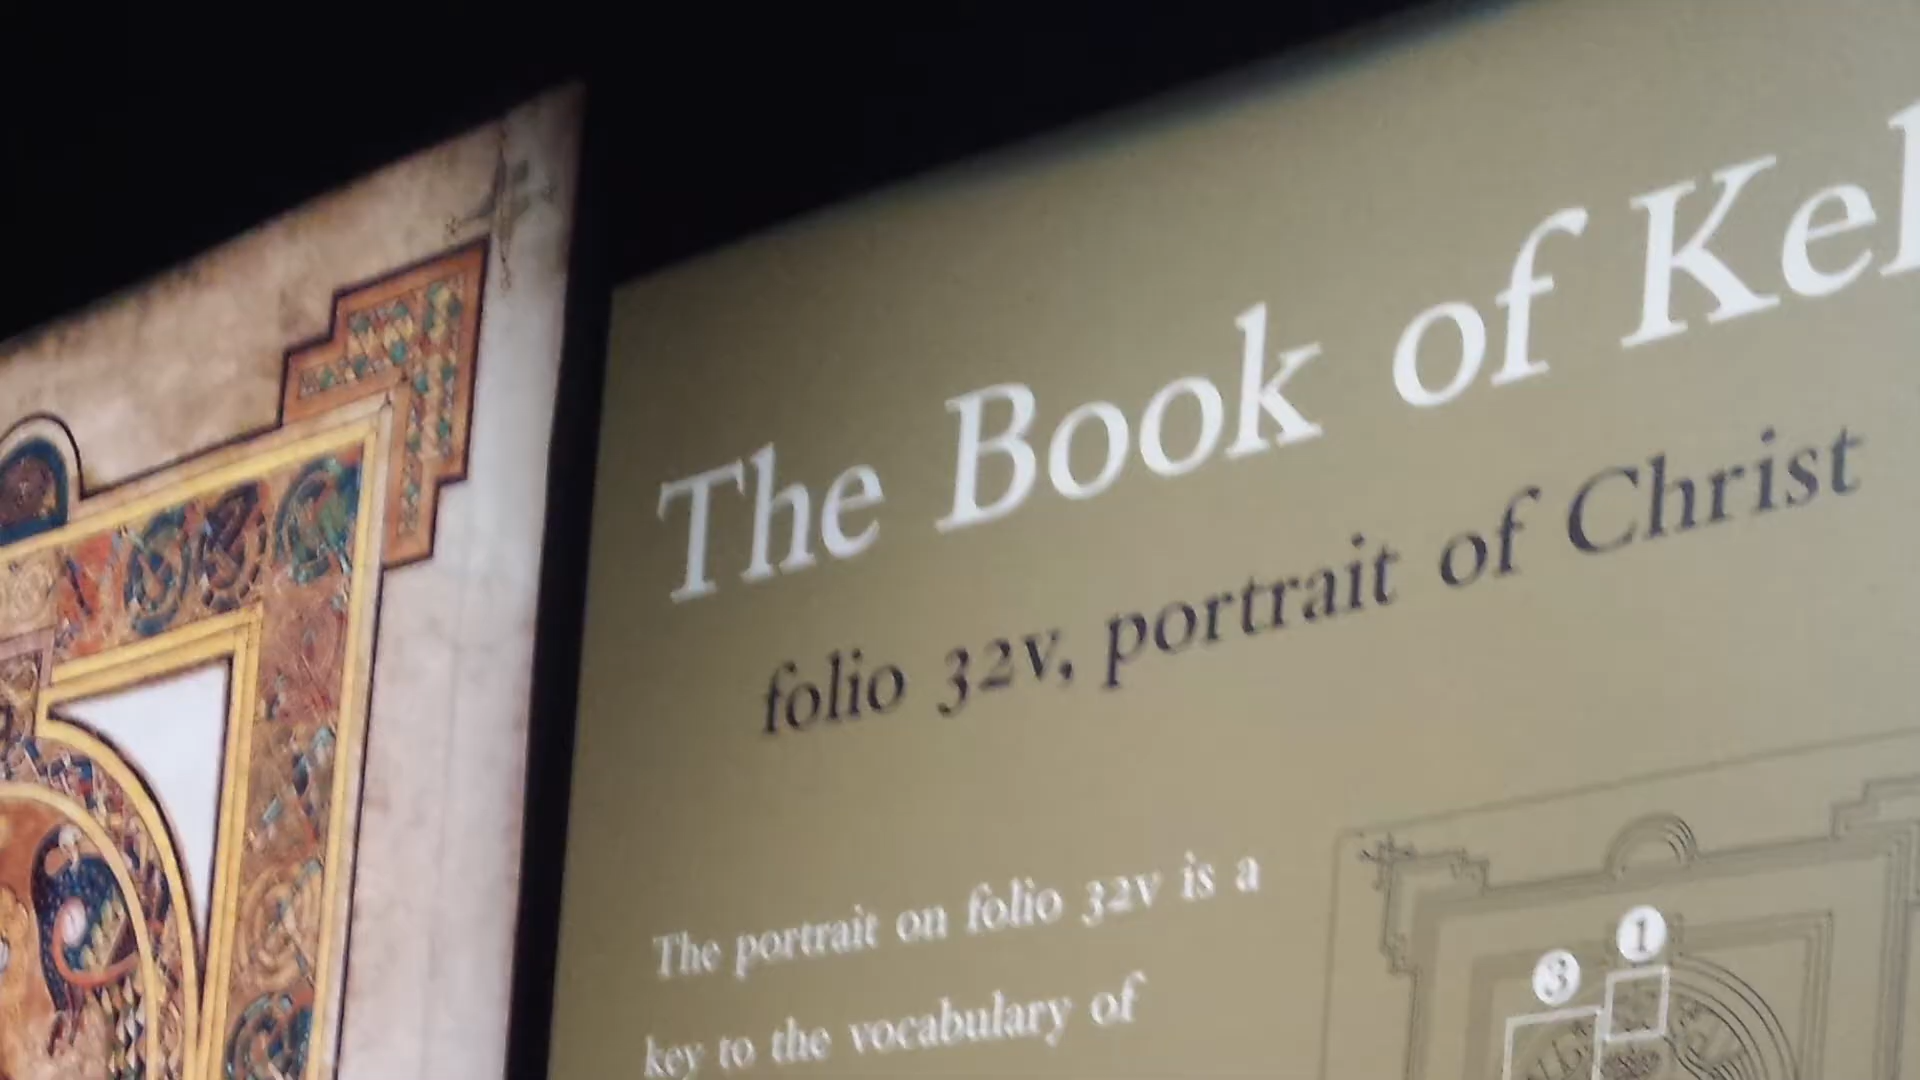 The Book of Kel
folio 32v, portrait of Christ
The portrait on folio 32v is a
key to the vocabulary of
1
3